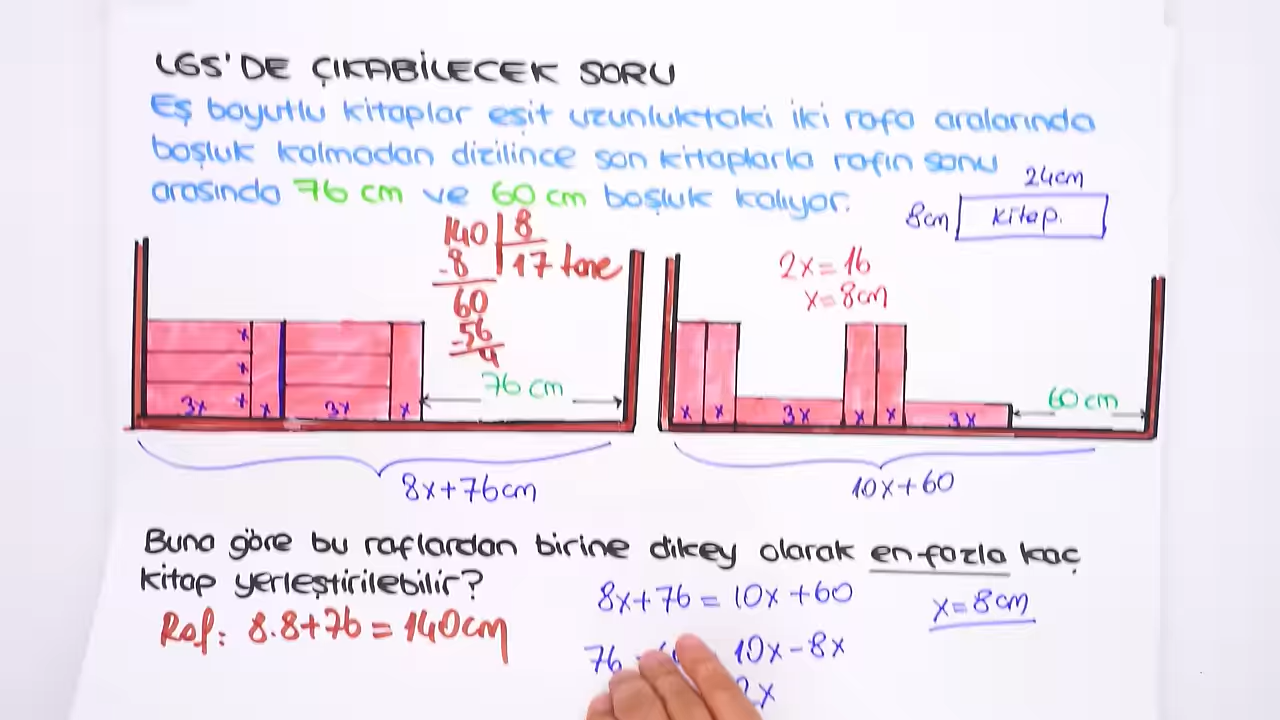 LGS'DE ÇIKABİLECEK SORU
Eş boyutlu kitaplar eşit uzunluktaki iki rafa aralarında
boşluk kalmadan dizilince son kitaplarla rafın sonu
arasında 76 cm ve 60 cm boşluk kalıyor.
24cm
8cm kitap.
140 8
-8 17 tane
60
-56
4
2x=16
x=8cm
x
x
76 cm
3x x x 3x x
x x 3x x x 3x
60 cm
8x+76cm
10x+60
Buna göre bu raflardan birine dikey olarak en fazla kaç
kitap yerleştirilebilir?
8x+76=10x+60
x=8cm
Raf: 8.8+76=140cm
76 10x-8x
2x